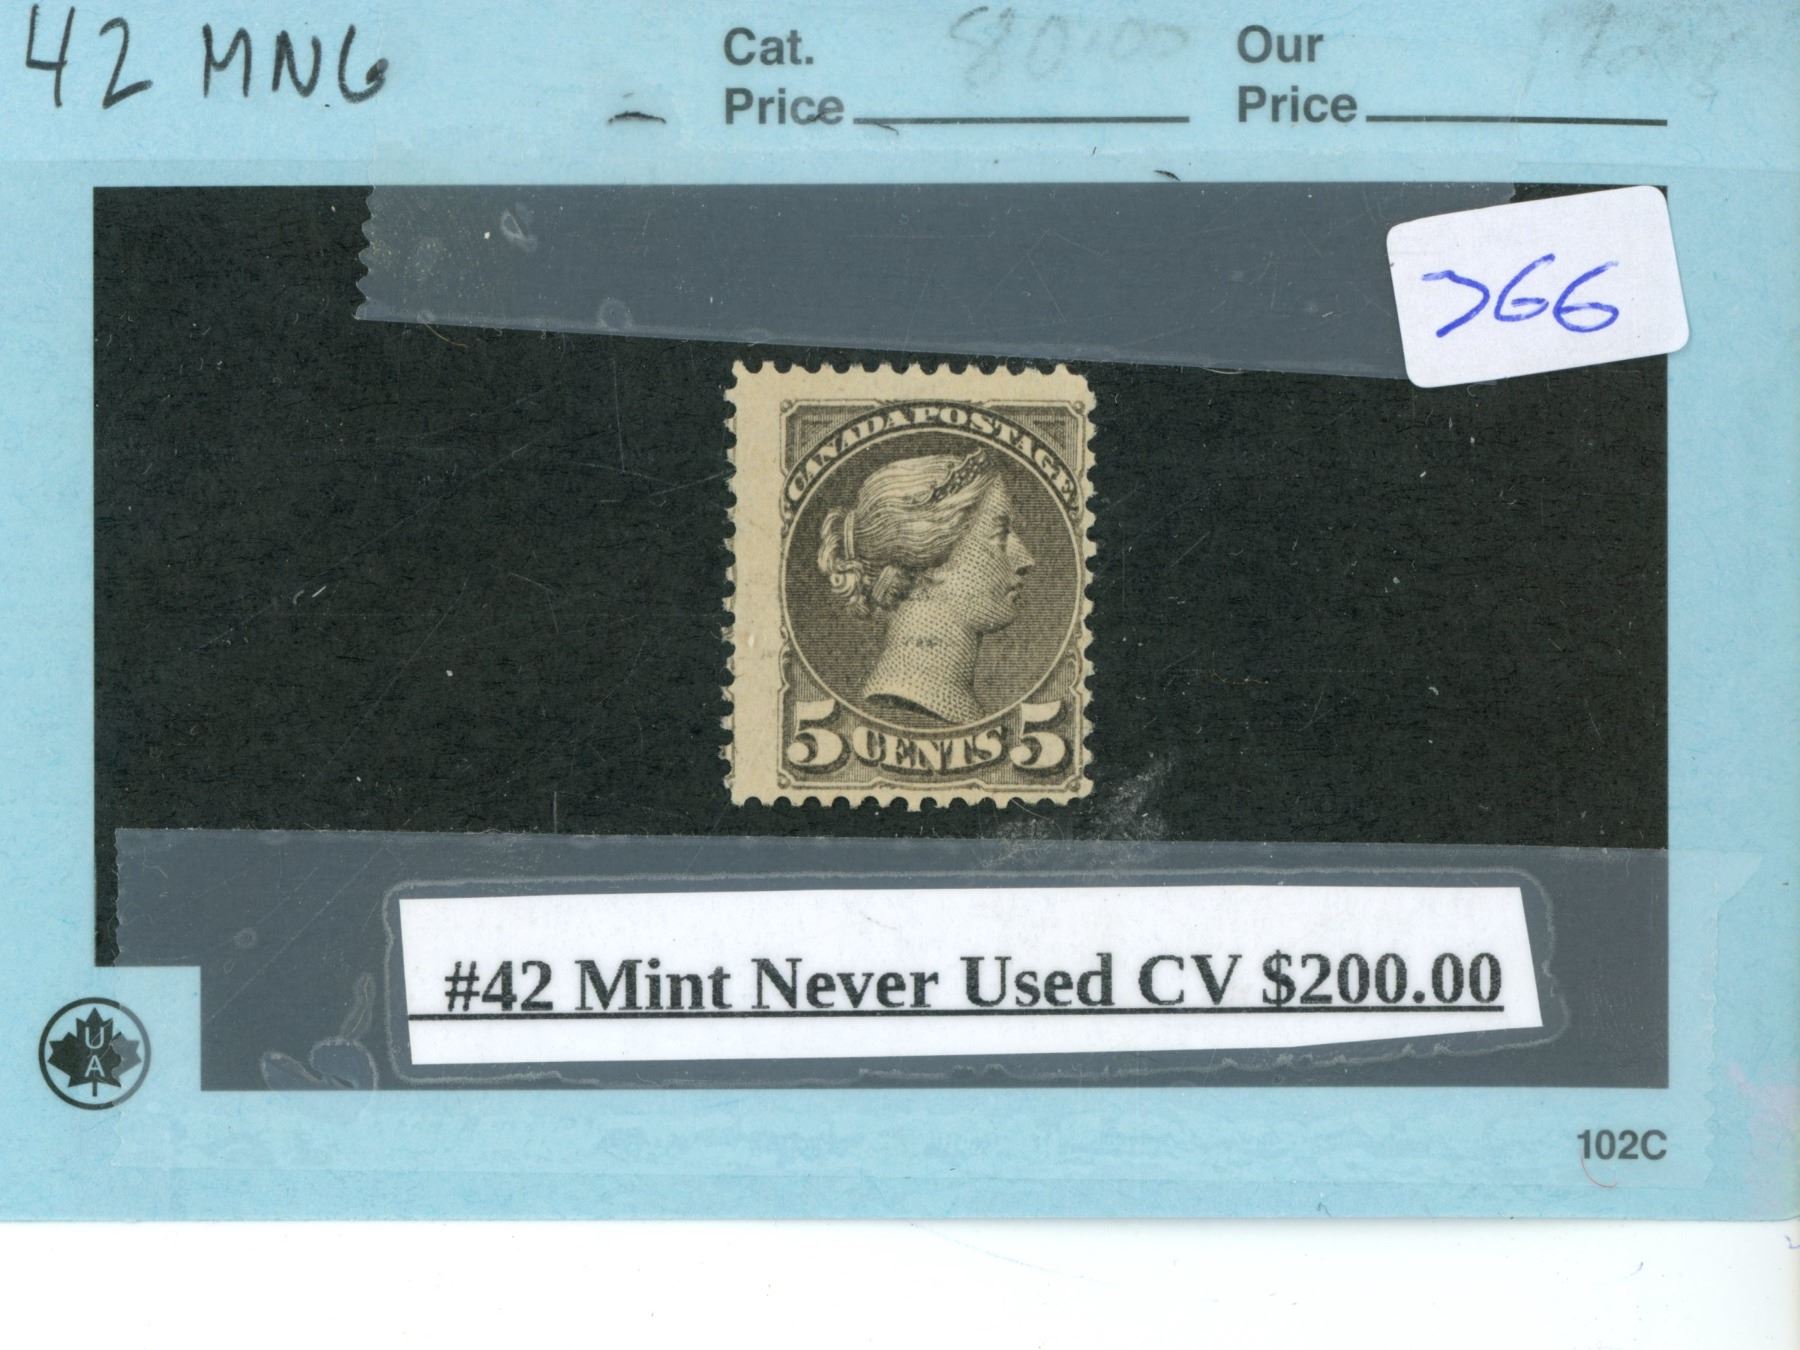 42 MNG
Cat.
Price
80.00
Our
Price
366
CANADA POSTAGE
5 CENTS 5
#42 Mint Never Used CV $200.00
UA
102C